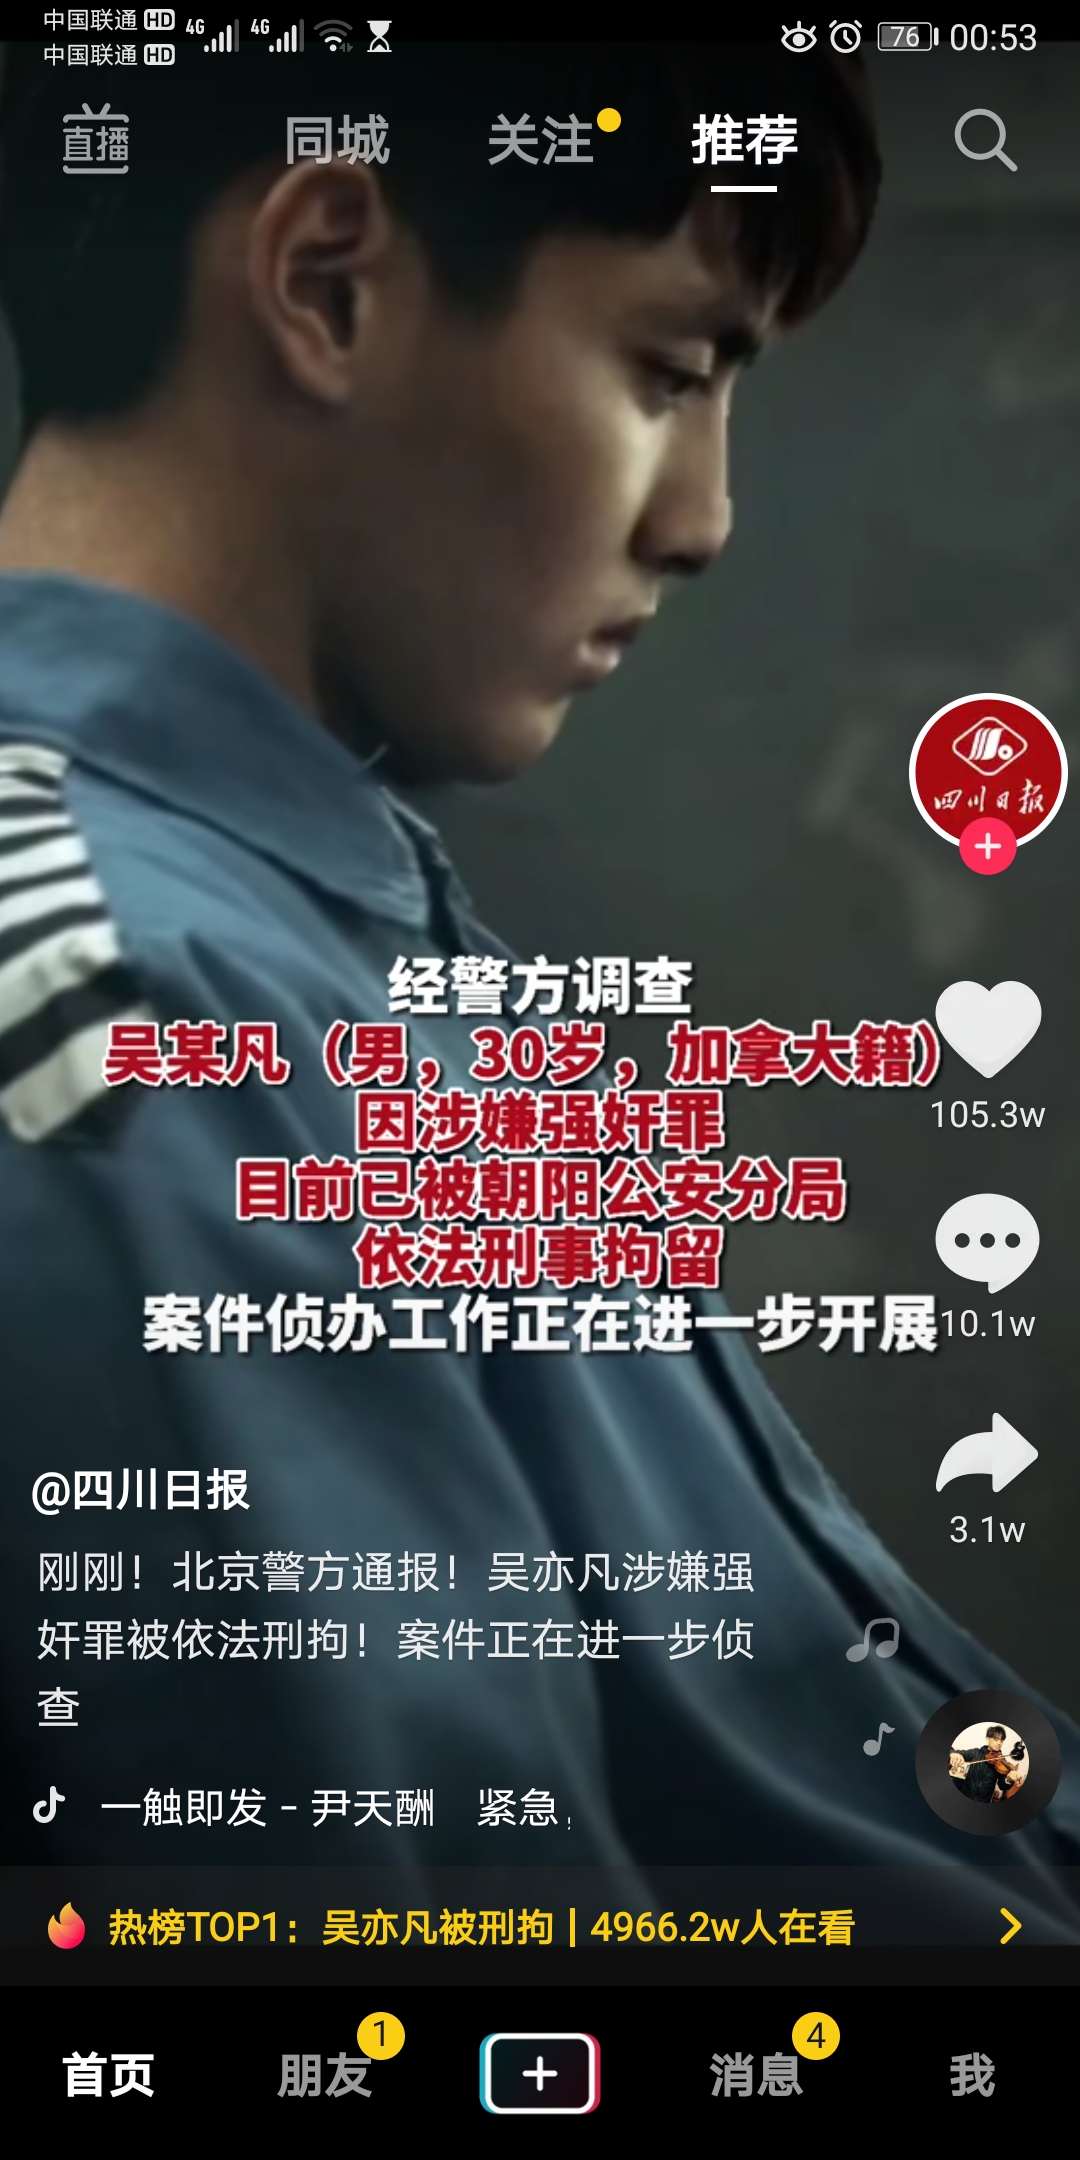 中国联通 HD 4G 4G
中国联通 HD
76 00:53
直播 同城 关注 推荐
四川日报
经警方调查
吴某凡（男，30岁，加拿大籍）
因涉嫌强奸罪
目前已被朝阳公安分局
依法刑事拘留
案件侦办工作正在进一步开展
105.3w
10.1w
3.1w
@四川日报
刚刚！北京警方通报！吴亦凡涉嫌强
奸罪被依法刑拘！案件正在进一步侦
查
一触即发 - 尹天酬 紧急
热榜TOP1：吴亦凡被刑拘 | 4966.2w人在看
首页 朋友 1 消息 4 我